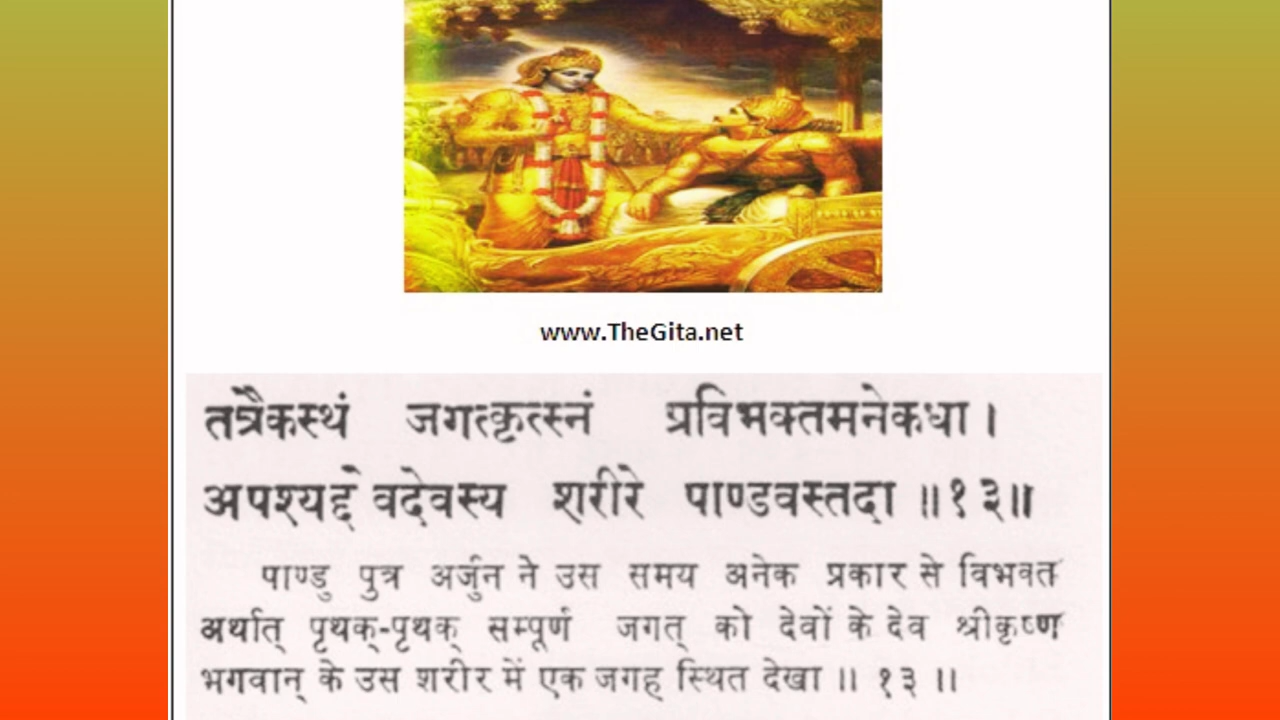 www.TheGita.net
तत्रैकस्थं जगत्कृत्स्नं प्रविभक्तमनेकधा ।
अपश्यद्दे वदेवस्य शरीरे पाण्डवस्तदा ॥१३॥
पाण्डु पुत्र अर्जुन ने उस समय अनेक प्रकार से विभक्त
अर्थात् पृथक्-पृथक् सम्पूर्ण जगत् को देवों के देव श्रीकृष्ण
भगवान् के उस शरीर में एक जगह स्थित देखा ॥ १३ ॥